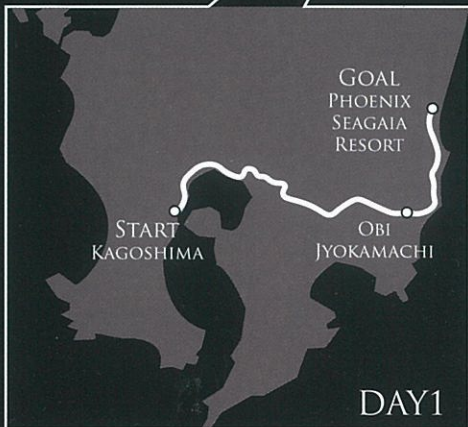 GOAL
PHOENIX
SEAGAIA
RESORT
START
KAGOSHIMA
OBI
JYOKAMACHI
DAY1